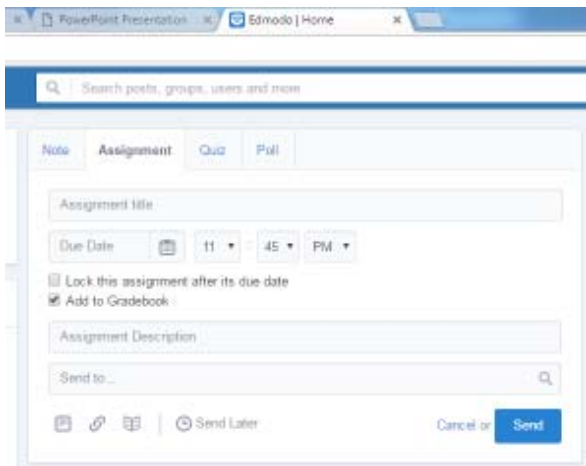 PowerPoint Presentation
Edmodo | Home
Search posts, groups, users and more
Note Assignment Quiz Poll
Assignment title
Due Date 11 : 45 PM
Lock this assignment after its due date
Add to Gradebook
Assignment Description
Send to...
Send Later Cancel or Send